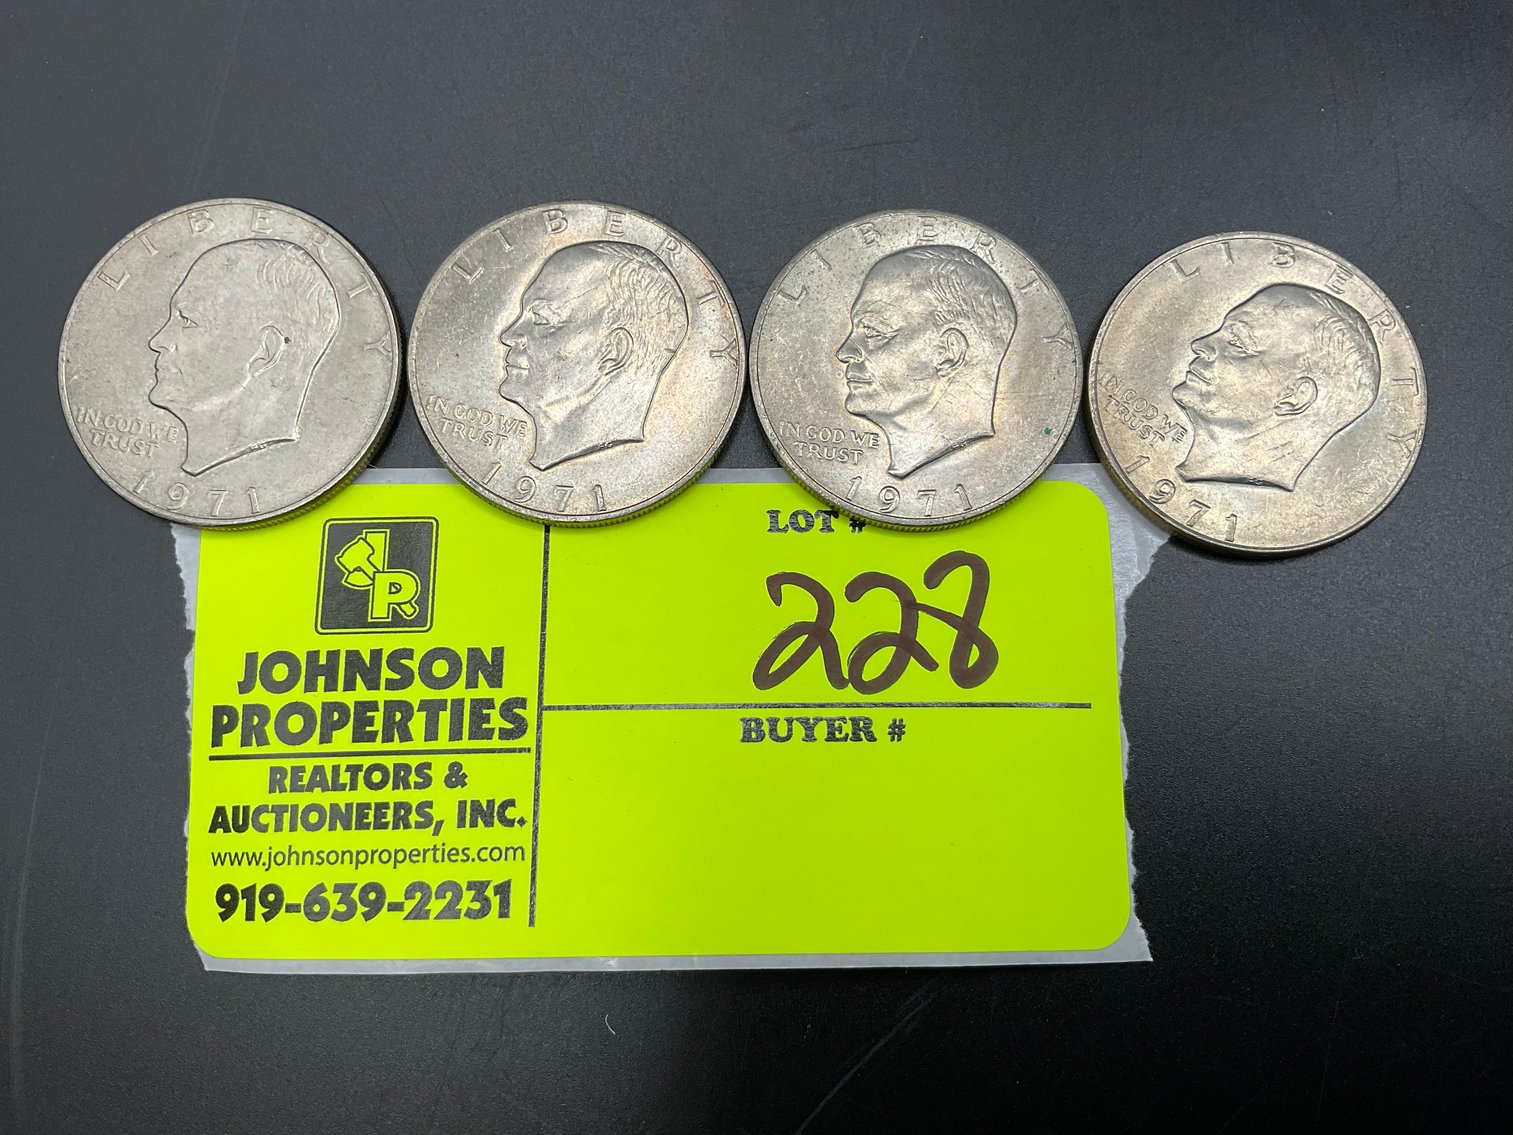 LIBERTY
IN GOD WE
TRUST
1971
LIBERTY
IN GOD WE
TRUST
1971
LIBERTY
IN GOD WE
TRUST
1971
LIBERTY
IN GOD WE
TRUST
1971
JR
JOHNSON
PROPERTIES
REALTORS &
AUCTIONEERS, INC.
www.johnsonproperties.com
919-639-2231
LOT #
228
BUYER #